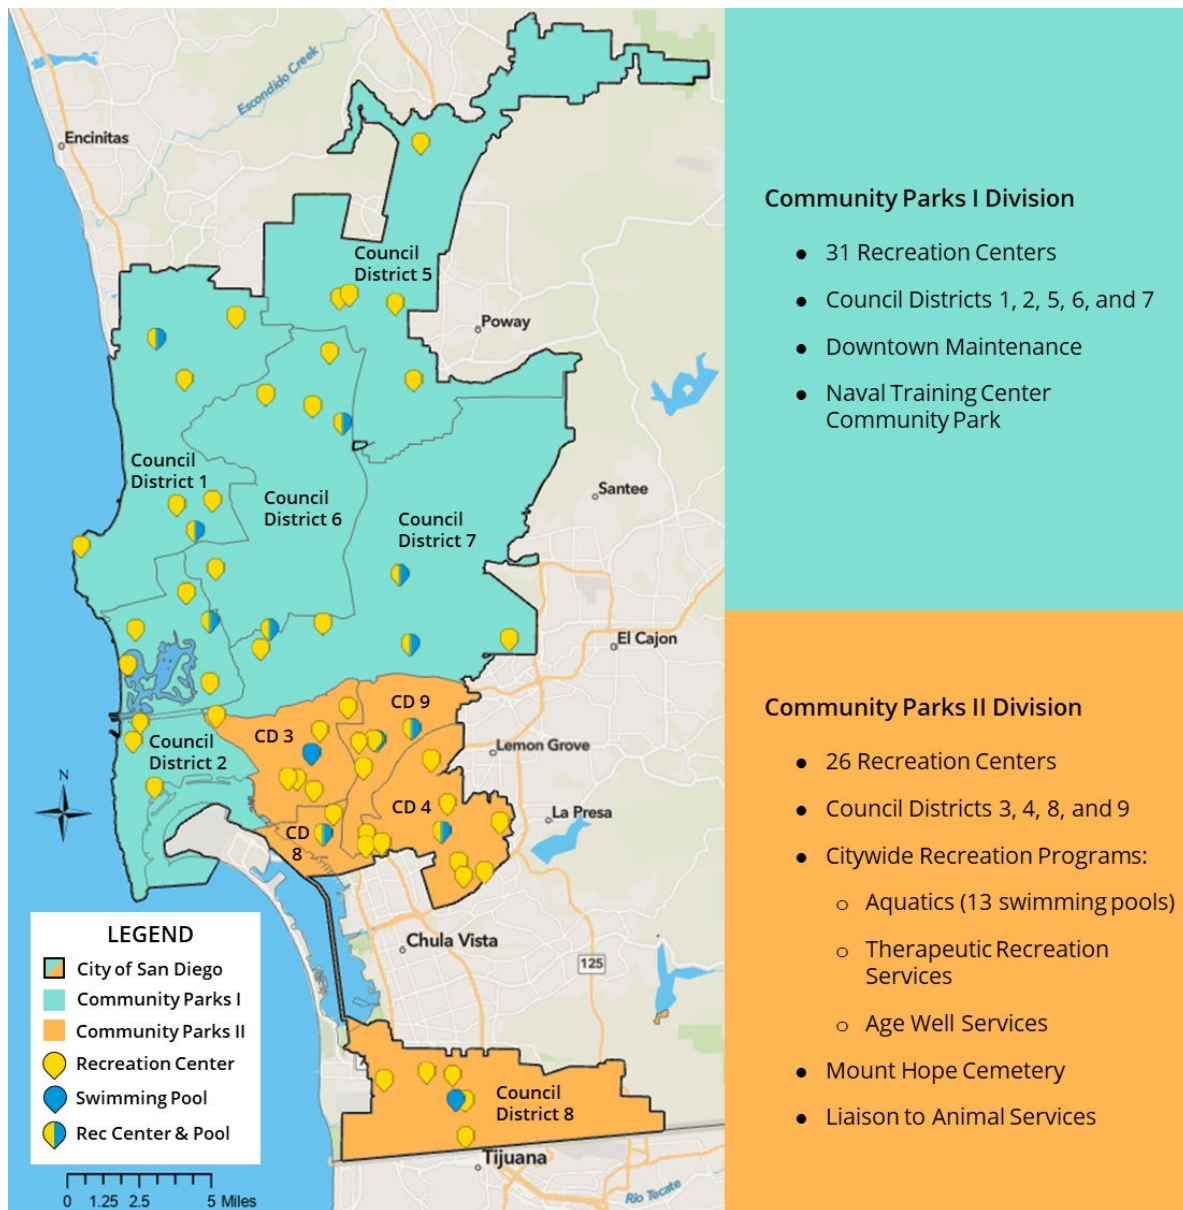 Escondido Creek
Encinitas
Council
District 5
Poway
Council
District 1
Council
District 6
Santee
Council
District 7
El Cajon
CD 9
CD 3
Lemon Grove
Council
District 2
N
CD 4
La Presa
CD
8
Chula Vista
125
LEGEND
City of San Diego
Community Parks I
Community Parks II
Recreation Center
Swimming Pool
Rec Center & Pool
Council
District 8
Tijuana
Río Tecate
0 1.25 2.5 5 Miles
Community Parks I Division
● 31 Recreation Centers
● Council Districts 1, 2, 5, 6, and 7
● Downtown Maintenance
● Naval Training Center
Community Park
Community Parks II Division
● 26 Recreation Centers
● Council Districts 3, 4, 8, and 9
● Citywide Recreation Programs:
o Aquatics (13 swimming pools)
o Therapeutic Recreation
Services
o Age Well Services
● Mount Hope Cemetery
● Liaison to Animal Services